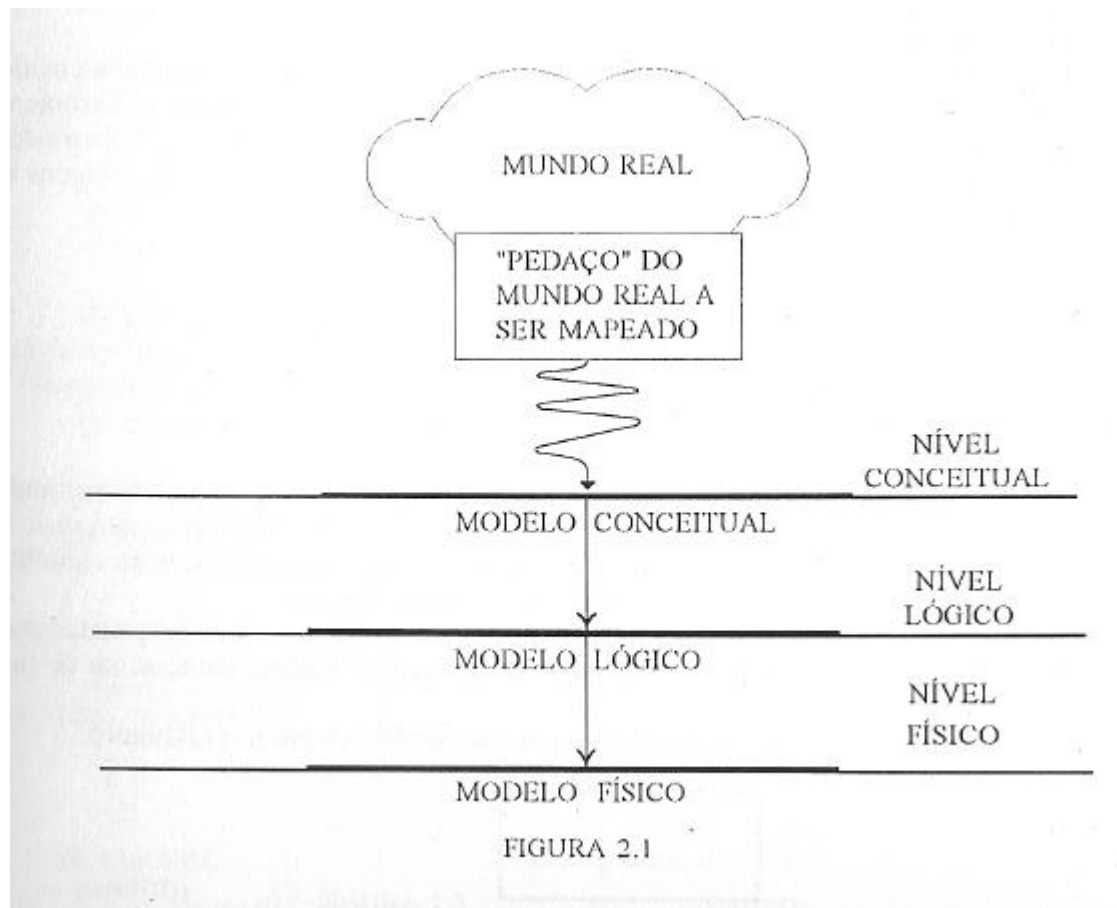 MUNDO REAL
"PEDAÇO" DO
MUNDO REAL A
SER MAPEADO
NÍVEL
CONCEITUAL
MODELO CONCEITUAL
NÍVEL
LÓGICO
MODELO LÓGICO
NÍVEL
FÍSICO
MODELO FÍSICO
FIGURA 2.1